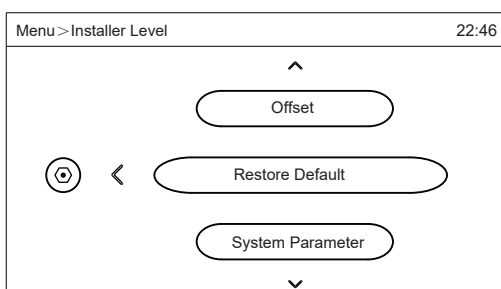 Menu>Installer Level 22:46
Offset
Restore Default
System Parameter